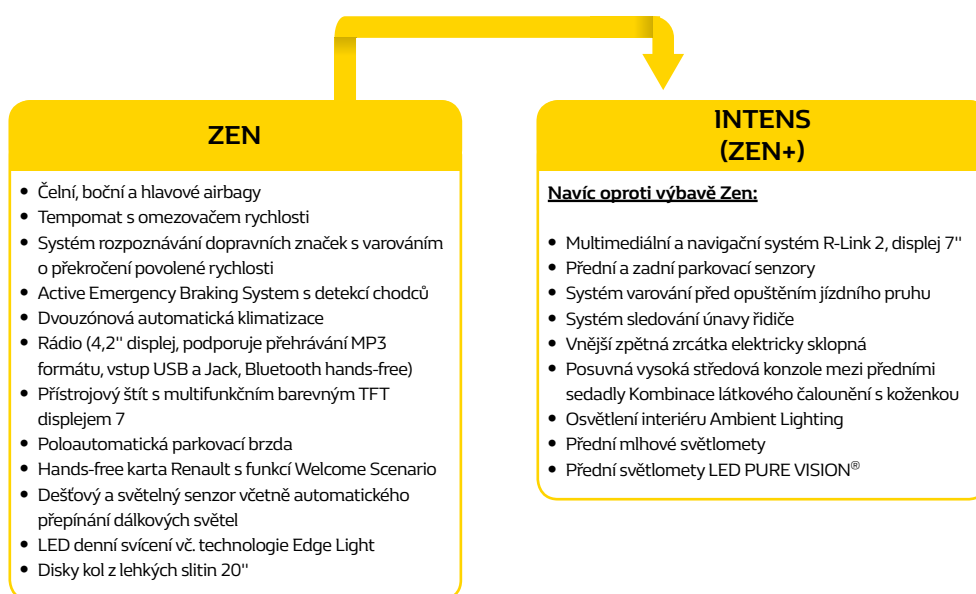 ZEN
• Čelní, boční a hlavové airbagy
• Tempomat s omezovačem rychlosti
• Systém rozpoznávání dopravních značek s varováním
o překročení povolené rychlosti
• Active Emergency Braking System s detekcí chodců
• Dvouzónová automatická klimatizace
• Rádio (4,2'' displej, podporuje přehrávání MP3
formátu, vstup USB a Jack, Bluetooth hands-free)
• Přístrojový štít s multifunkčním barevným TFT
displejem 7
• Poloautomatická parkovací brzda
• Hands-free karta Renault s funkcí Welcome Scenario
• Dešťový a světelný senzor včetně automatického
přepínání dálkových světel
• LED denní svícení vč. technologie Edge Light
• Disky kol z lehkých slitin 20''
INTENS
(ZEN+)
Navíc oproti výbavě Zen:
• Multimediální a navigační systém R-Link 2, displej 7''
• Přední a zadní parkovací senzory
• Systém varování před opuštěním jízdního pruhu
• Systém sledování únavy řidiče
• Vnější zpětná zrcátka elektricky sklopná
• Posuvná vysoká středová konzole mezi předními
sedadly Kombinace látkového čalounění s koženkou
• Osvětlení interiéru Ambient Lighting
• Přední mlhové světlomety
• Přední světlomety LED PURE VISION®